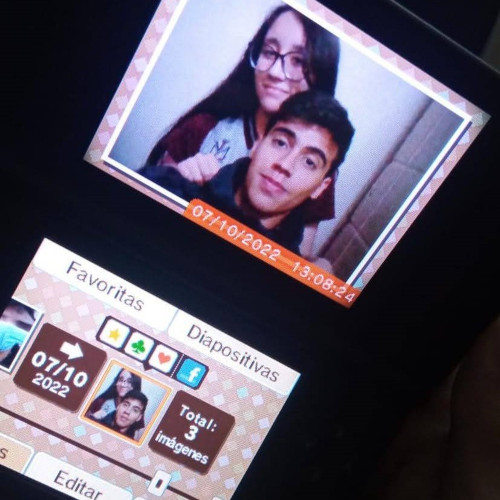 07/10/2022 13:08:24
Favoritas
Diapositivas
07/10
2022
f
Total:
3
imágenes
s
Editar